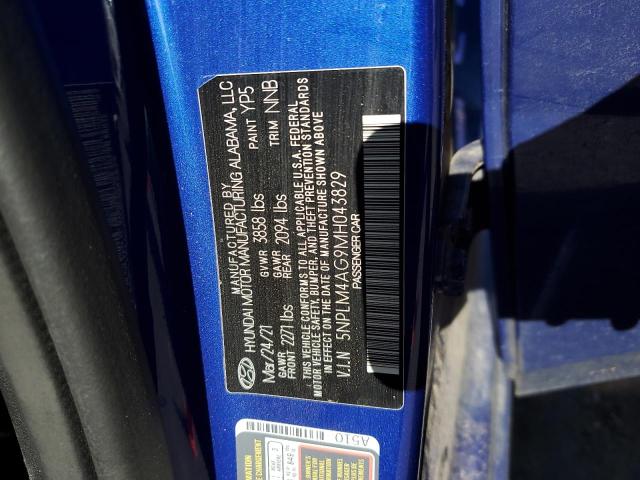 HYUNDAI
MANUFACTURED BY
HYUNDAI MOTOR MANUFACTURING ALABAMA, LLC
Mar/24/21 GVWR 3858 lbs PAINT YP5
GAWR FRONT 2271 lbs GAWR REAR 2094 lbs TRIM NNB
THIS VEHICLE CONFORMS TO ALL APPLICABLE U.S.A. FEDERAL
MOTOR VEHICLE SAFETY, BUMPER, AND THEFT PREVENTION STANDARDS
IN EFFECT ON THE DATE OF MANUFACTURE SHOWN ABOVE
V.I.N 5NPLM4AG9MH043829
PASSENGER CAR
A510